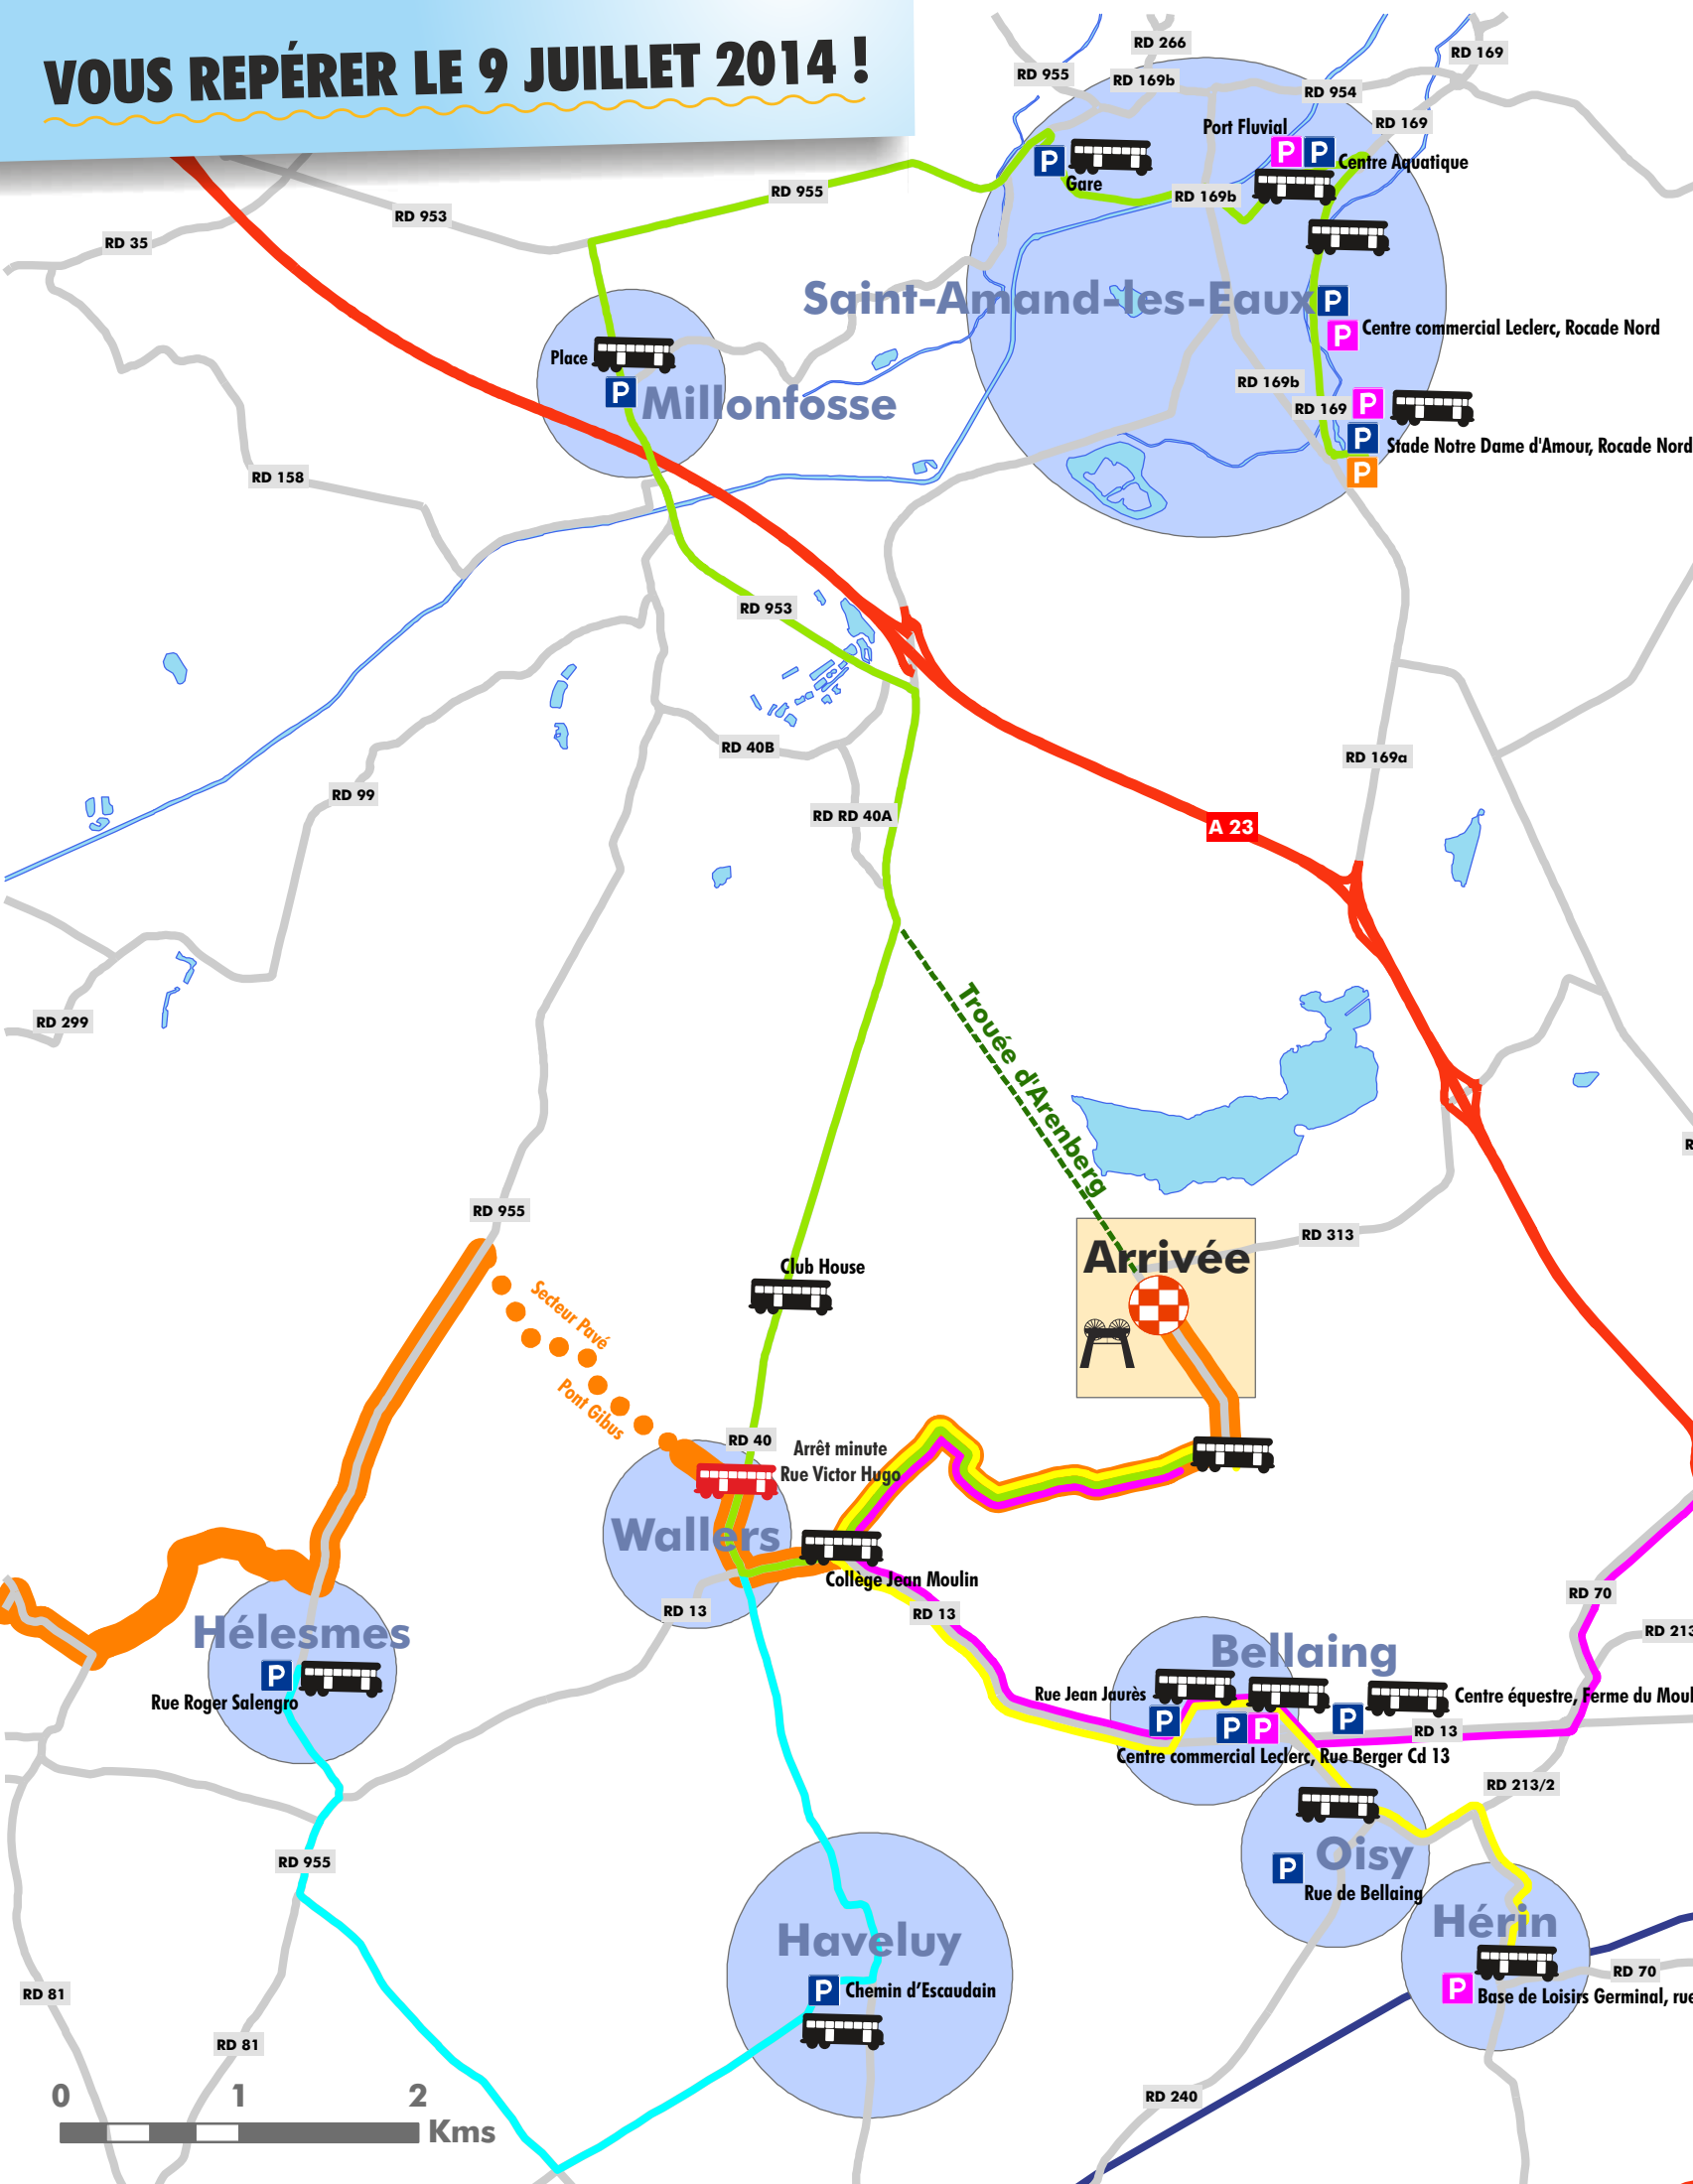 VOUS REPÉRER LE 9 JUILLET 2014 !
RD 266
RD 169
RD 955
RD 169b
RD 954
Port Fluvial
RD 169
P
P
P
Centre Aquatique
Gare
RD 955
RD 169b
RD 953
RD 35
Saint-Amand-les-Eaux
P
P
Centre commercial Leclerc, Rocade Nord
Place
P
Millonfosse
RD 169b
RD 169
P
P
Stade Notre Dame d'Amour, Rocade Nord
P
RD 158
RD 953
RD 40B
RD 169a
RD 99
RD RD 40A
A 23
RD 299
Trouée d'Arenberg
RD 955
RD 313
Arrivée
Club House
Secteur Pavé
Pont Gibus
RD 40
Arrêt minute
Rue Victor Hugo
Wallers
Collège Jean Moulin
RD 13
RD 13
RD 70
RD 213
Hélesmes
P
Rue Roger Salengro
Bellaing
Rue Jean Jaurès
Centre équestre, Ferme du Moul
P
P
P
P
RD 13
Centre commercial Leclerc, Rue Berger Cd 13
RD 213/2
Oisy
P
Rue de Bellaing
RD 955
Hérin
Haveluy
P
Chemin d'Escaudain
RD 70
P
Base de Loisirs Germinal, rue
RD 81
RD 81
RD 240
0 1 2
Kms